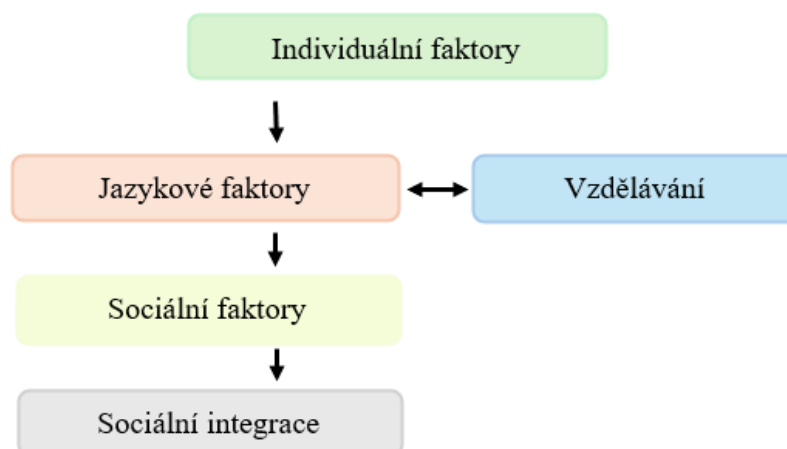 Individuální faktory
Jazykové faktory
Vzdělávání
Sociální faktory
Sociální integrace